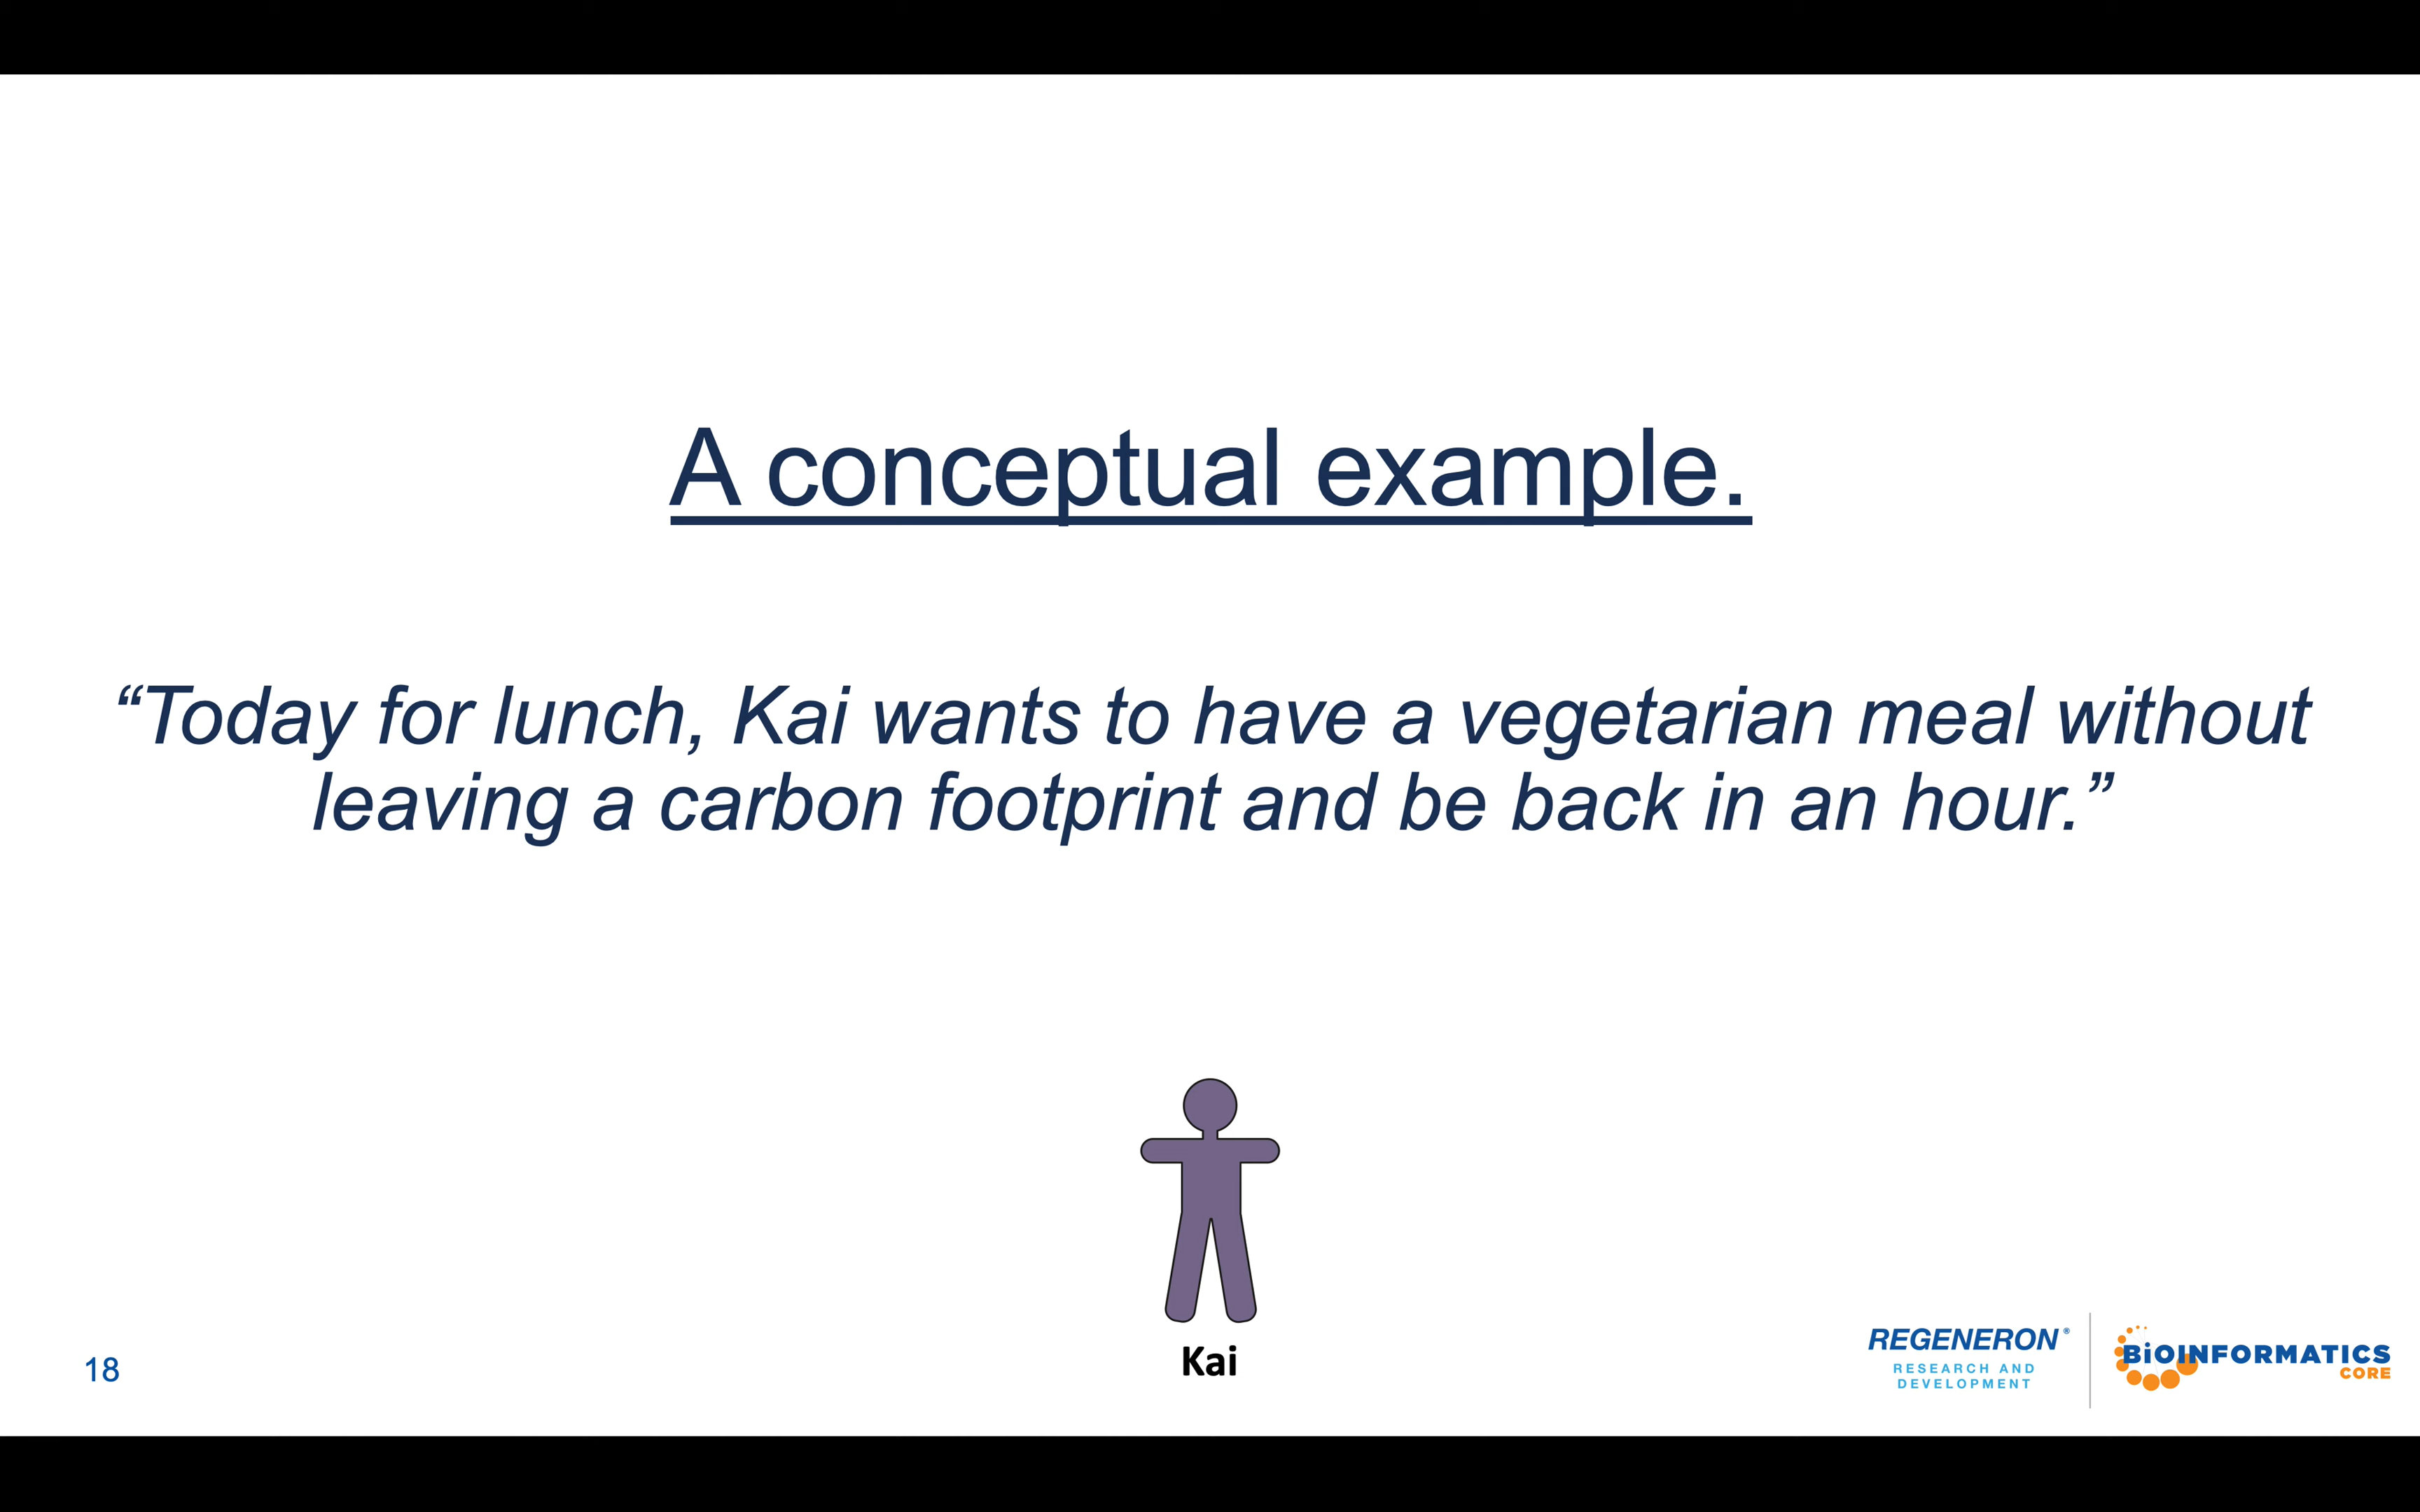 A conceptual example.
“Today for lunch, Kai wants to have a vegetarian meal without
leaving a carbon footprint and be back in an hour.”
Kai
18
REGENERON®
RESEARCH AND
DEVELOPMENT
BiOINFORMATICS
CORE